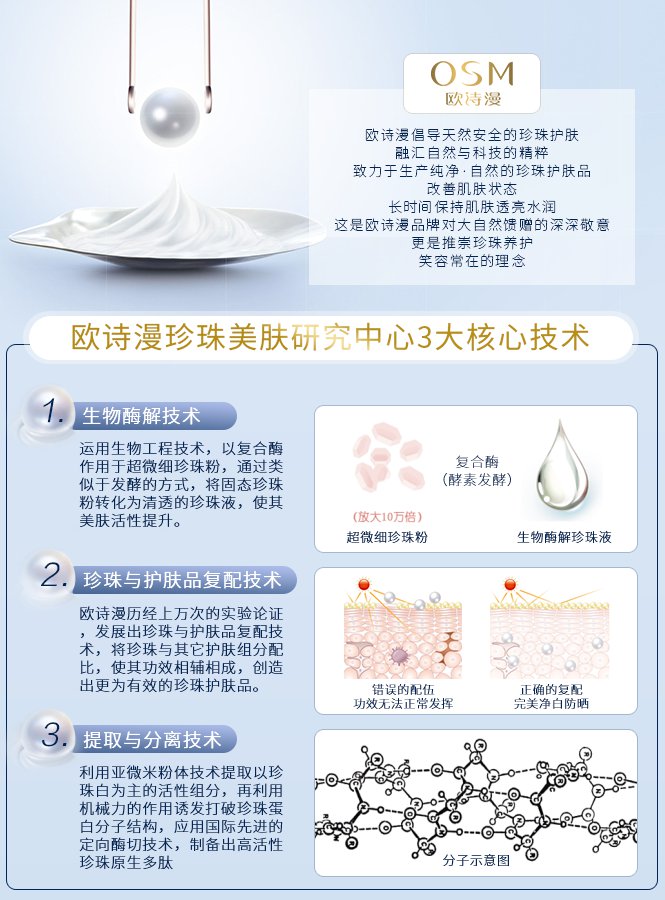 OSM
欧诗漫
欧诗漫倡导天然安全的珍珠护肤
融汇自然与科技的精粹
致力于生产纯净·自然的珍珠护肤品
改善肌肤状态
长时间保持肌肤透亮水润
这是欧诗漫品牌对大自然馈赠的深深敬意
更是推崇珍珠养护
笑容常在的理念
欧诗漫珍珠美肤研究中心3大核心技术
1. 生物酶解技术
运用生物工程技术，以复合酶
作用于超微细珍珠粉，通过类
似于发酵的方式，将固态珍珠
粉转化为清透的珍珠液，使其
美肤活性提升。
复合酶
（酵素发酵）
(放大10万倍)
超微细珍珠粉
生物酶解珍珠液
2. 珍珠与护肤品复配技术
欧诗漫历经上万次的实验论证
，发展出珍珠与护肤品复配技
术，将珍珠与其它护肤组分配
比，使其功效相辅相成，创造
出更为有效的珍珠护肤品。
错误的配伍
功效无法正常发挥
正确的复配
完美净白防晒
3. 提取与分离技术
利用亚微米粉体技术提取以珍
珠白为主的活性组分，再利用
机械力的作用诱发打破珍珠蛋
白分子结构，应用国际先进的
定向酶切技术，制备出高活性
珍珠原生多肽
分子示意图